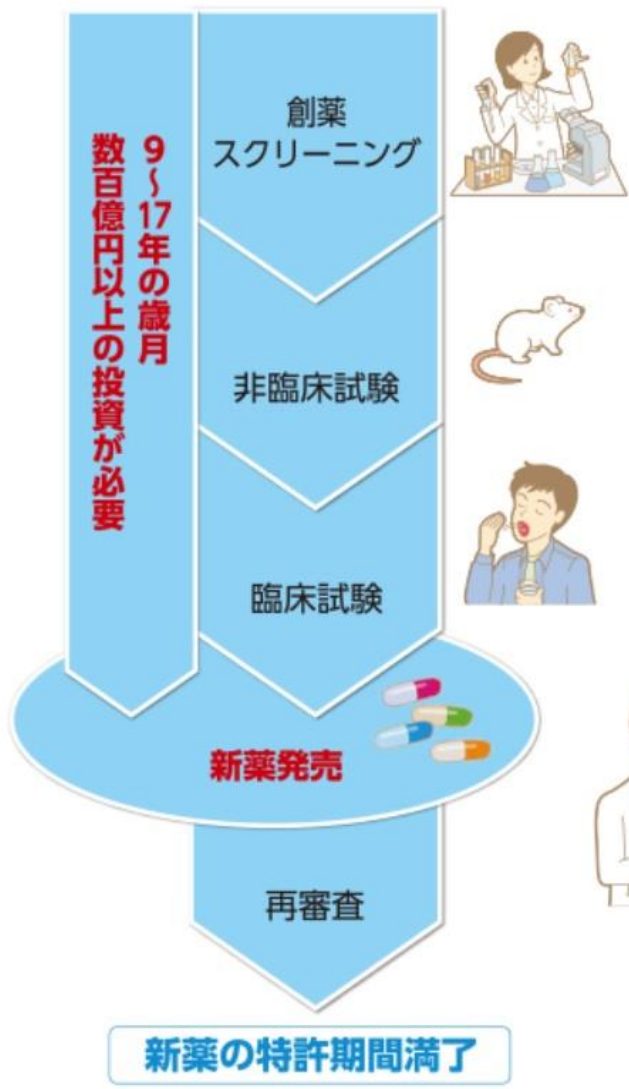 9〜17年の歳月
数百億円以上の投資が必要
創薬
スクリーニング
非臨床試験
臨床試験
新薬発売
再審査
新薬の特許期間満了